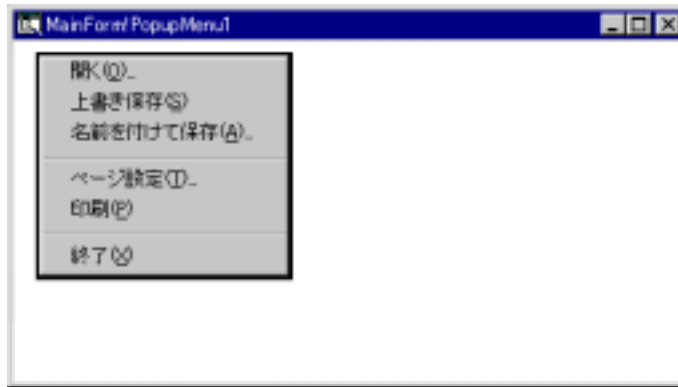 MainForm!PopupMenu1
開く(O)...
上書き保存(S)
名前を付けて保存(A)...
ページ設定(T)...
印刷(P)
終了(X)